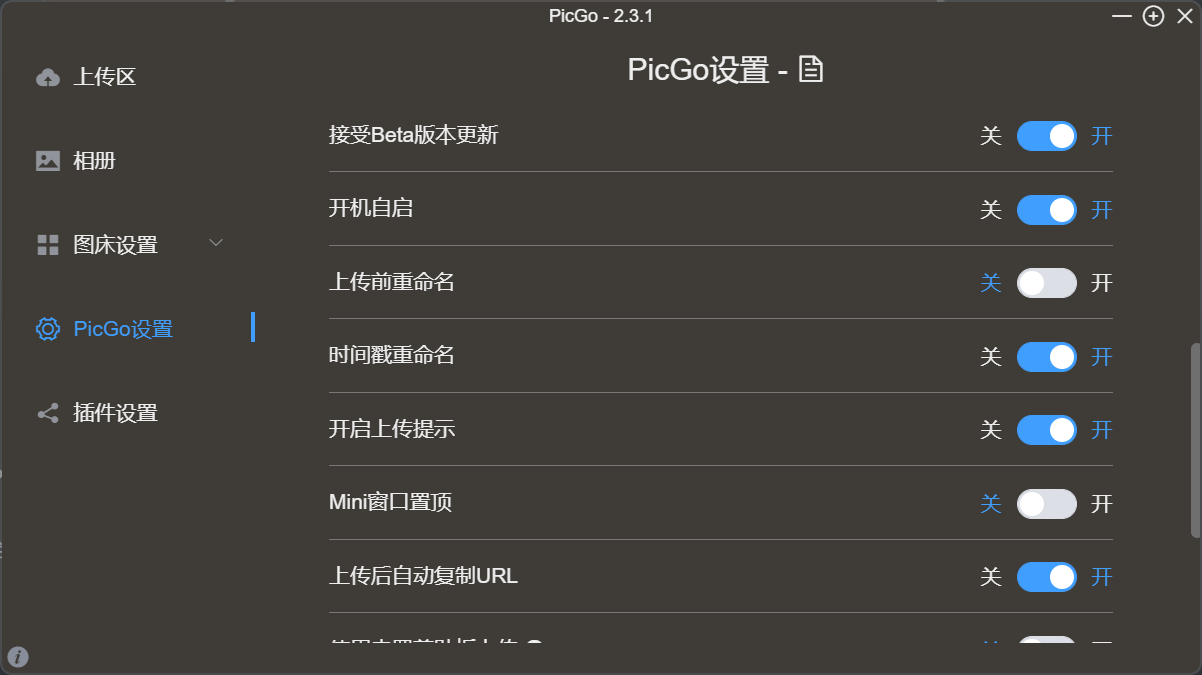 PicGo - 2.3.1
上传区
相册
图床设置
PicGo设置
插件设置
PicGo设置 -
接受Beta版本更新 关 开
开机自启 关 开
上传前重命名 关 开
时间戳重命名 关 开
开启上传提示 关 开
Mini窗口置顶 关 开
上传后自动复制URL 关 开